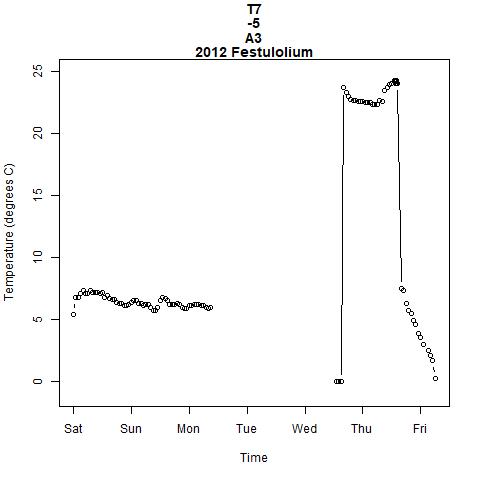 T7
-5
A3
2012 Festulolium
25
20
15
10
5
0
Temperature (degrees C)
Sat Sun Mon Tue Wed Thu Fri
Time